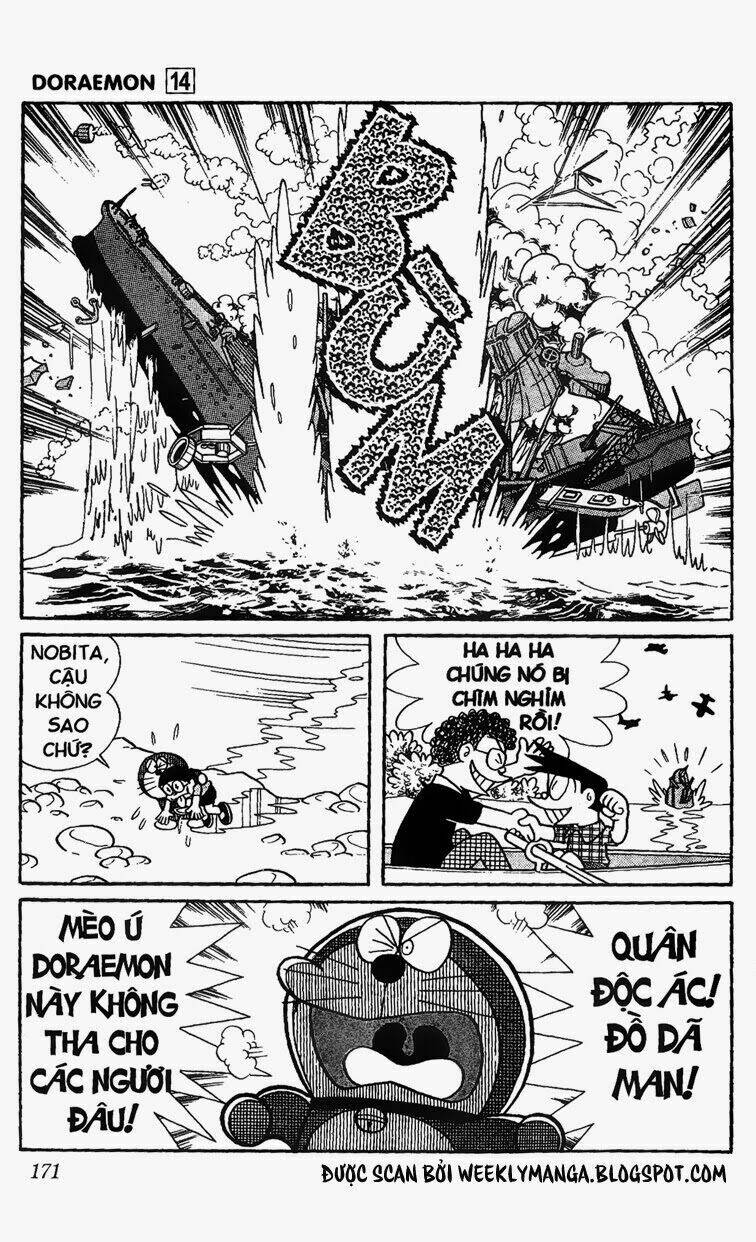 DORAEMON 14
BÙM
NOBITA,
CẬU
KHÔNG
SAO
CHỨ?
HA HA HA
CHÚNG NÓ BỊ
CHÌM NGHỈM
RỒI!
QUÂN
ĐỘC ÁC!
ĐỒ DÃ
MAN!
MÈO Ú
DORAEMON
NÀY KHÔNG
THA CHO
CÁC NGƯƠI
ĐÂU!
171
ĐƯỢC SCAN BỞI WEEKLYMANGA.BLOGSPOT.COM